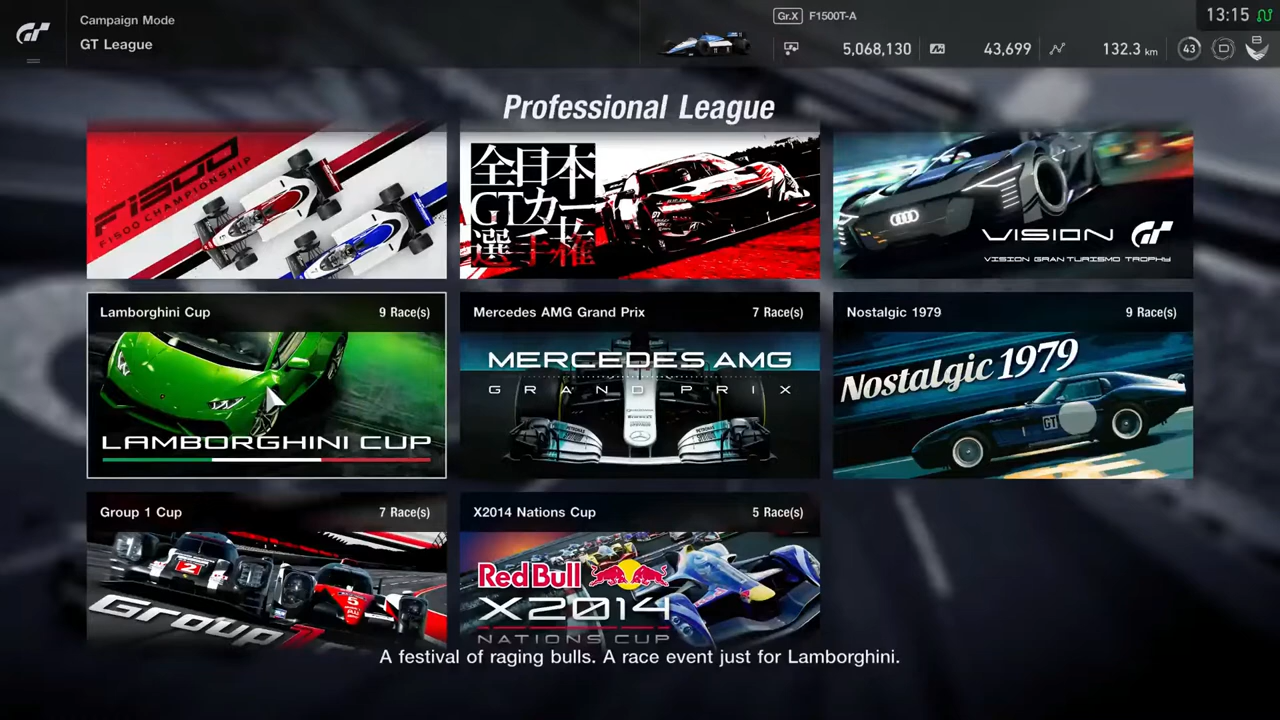 Campaign Mode
GT League
Gr.X F1500T-A
5,068,130 43,699 132.3 km 43
13:15
Professional League
F1500
F1500 CHAMPIONSHIP
全日本
GTカー
選手権
VISION GT
VISION GRAN TURISMO TROPHY
Lamborghini Cup 9 Race(s)
LAMBORGHINI CUP
Mercedes AMG Grand Prix 7 Race(s)
MERCEDES AMG
GRAND PRIX
Nostalgic 1979 9 Race(s)
Nostalgic 1979
GT
Group 1 Cup 7 Race(s)
2
5
Group 1
X2014 Nations Cup 5 Race(s)
Red Bull
X2014
NATIONS CUP
A festival of raging bulls. A race event just for Lamborghini.